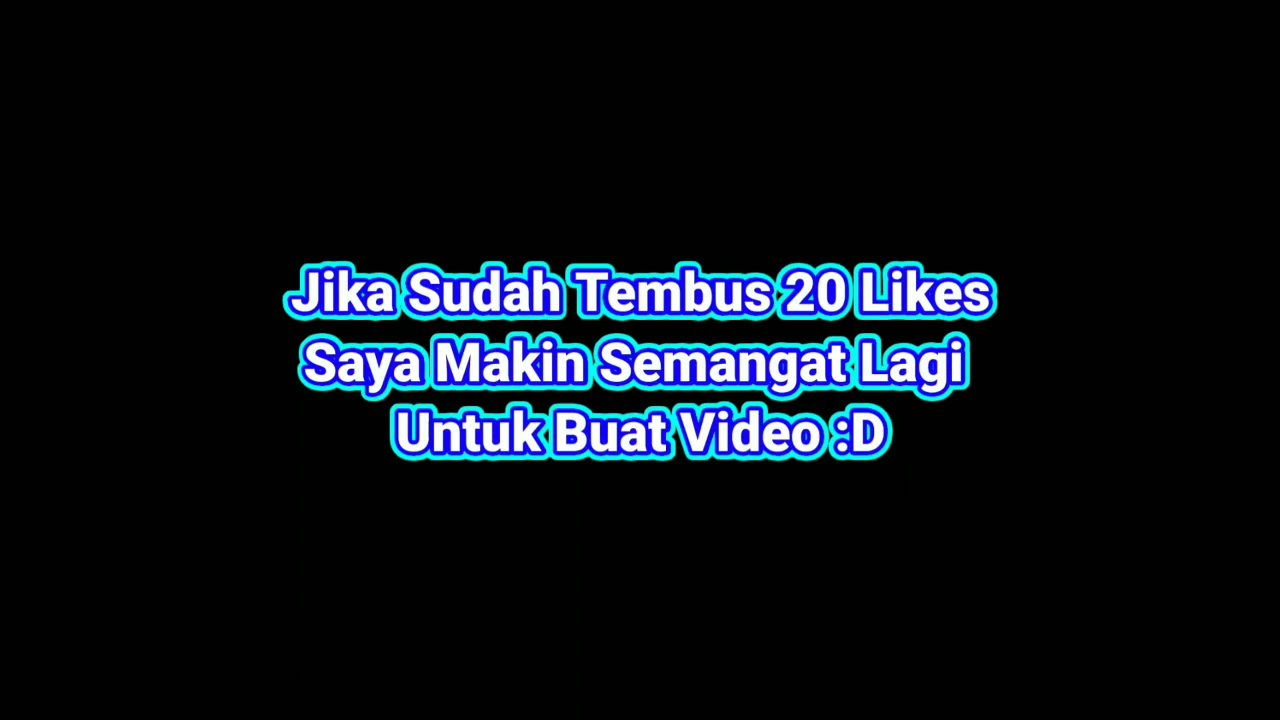 Jika Sudah Tembus 20 Likes
Saya Makin Semangat Lagi
Untuk Buat Video :D